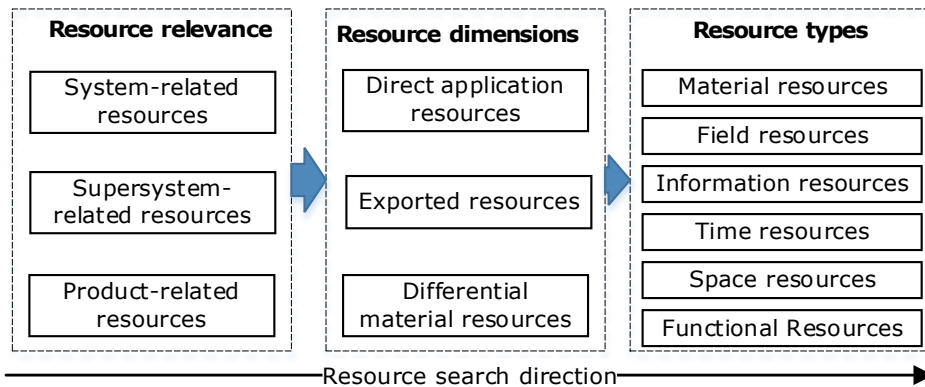 Resource relevance
System-related
resources
Supersystem-
related resources
Product-related
resources
Resource dimensions
Direct application
resources
Exported resources
Differential
material resources
Resource types
Material resources
Field resources
Information resources
Time resources
Space resources
Functional Resources
Resource search direction